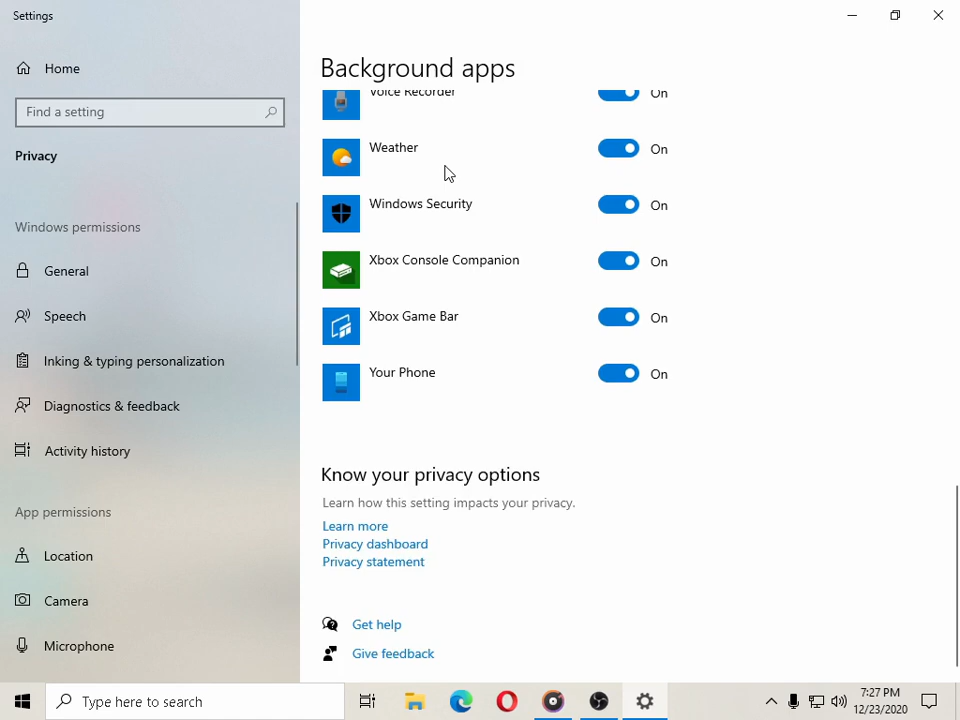 Settings
Home
Find a setting
Privacy
Windows permissions
General
Speech
Inking & typing personalization
Diagnostics & feedback
Activity history
App permissions
Location
Camera
Microphone
Background apps
Voice Recorder On
Weather On
Windows Security On
Xbox Console Companion On
Xbox Game Bar On
Your Phone On
Know your privacy options
Learn how this setting impacts your privacy.
Learn more
Privacy dashboard
Privacy statement
Get help
Give feedback
Type here to search
7:27 PM
12/23/2020